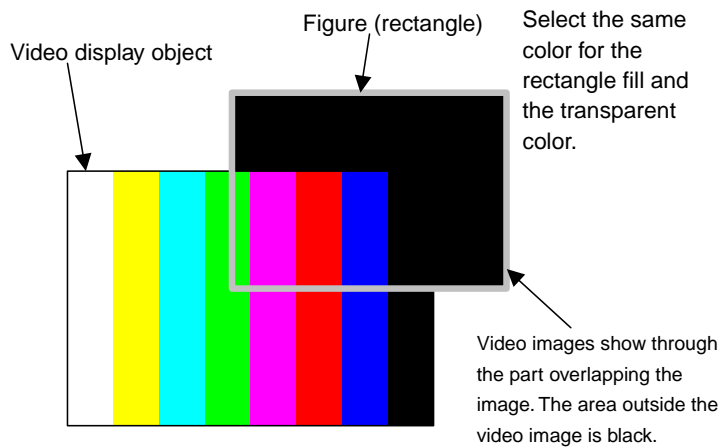 Video display object
Figure (rectangle)
Select the same
color for the
rectangle fill and
the transparent
color.
Video images show through
the part overlapping the
image. The area outside the
video image is black.